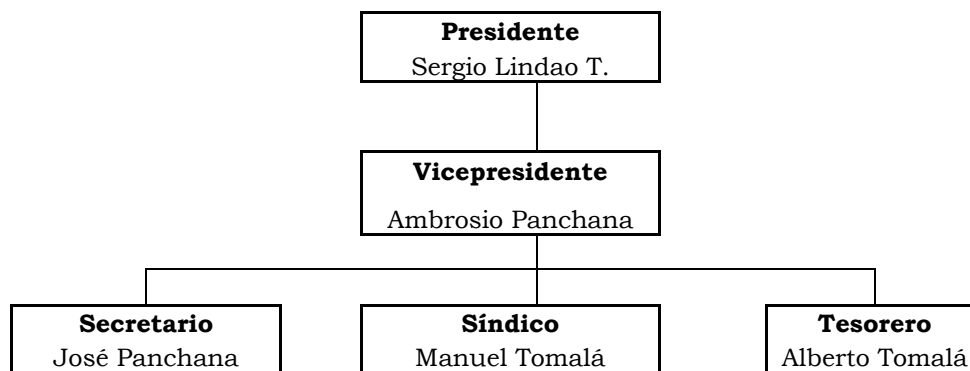 Presidente
Sergio Lindao T.
Vicepresidente
Ambrosio Panchana
Secretario
José Panchana
Síndico
Manuel Tomalá
Tesorero
Alberto Tomalá